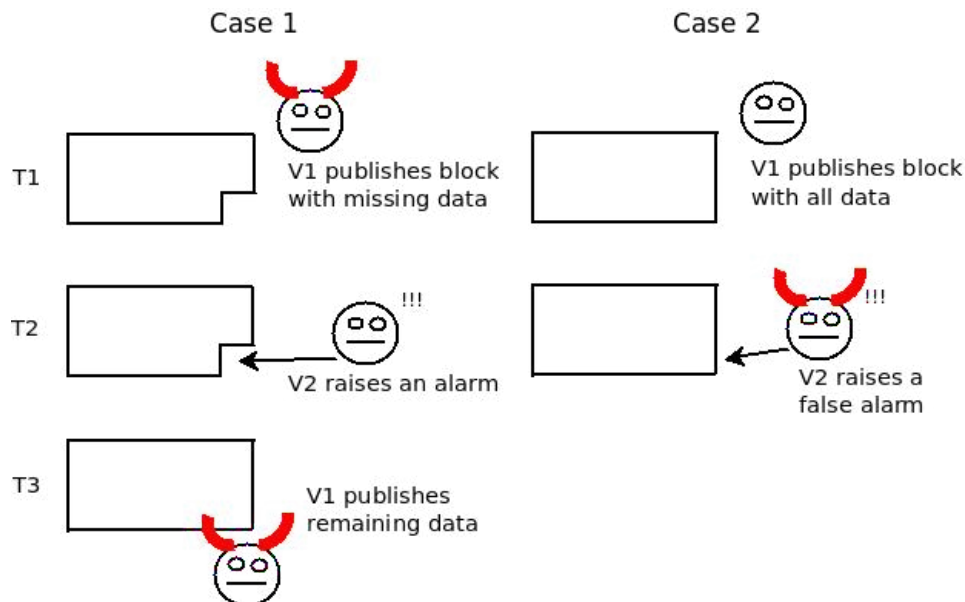 Case 1
Case 2
T1
V1 publishes block
with missing data
V1 publishes block
with all data
T2
!!!
V2 raises an alarm
!!!
V2 raises a
false alarm
T3
V1 publishes
remaining data